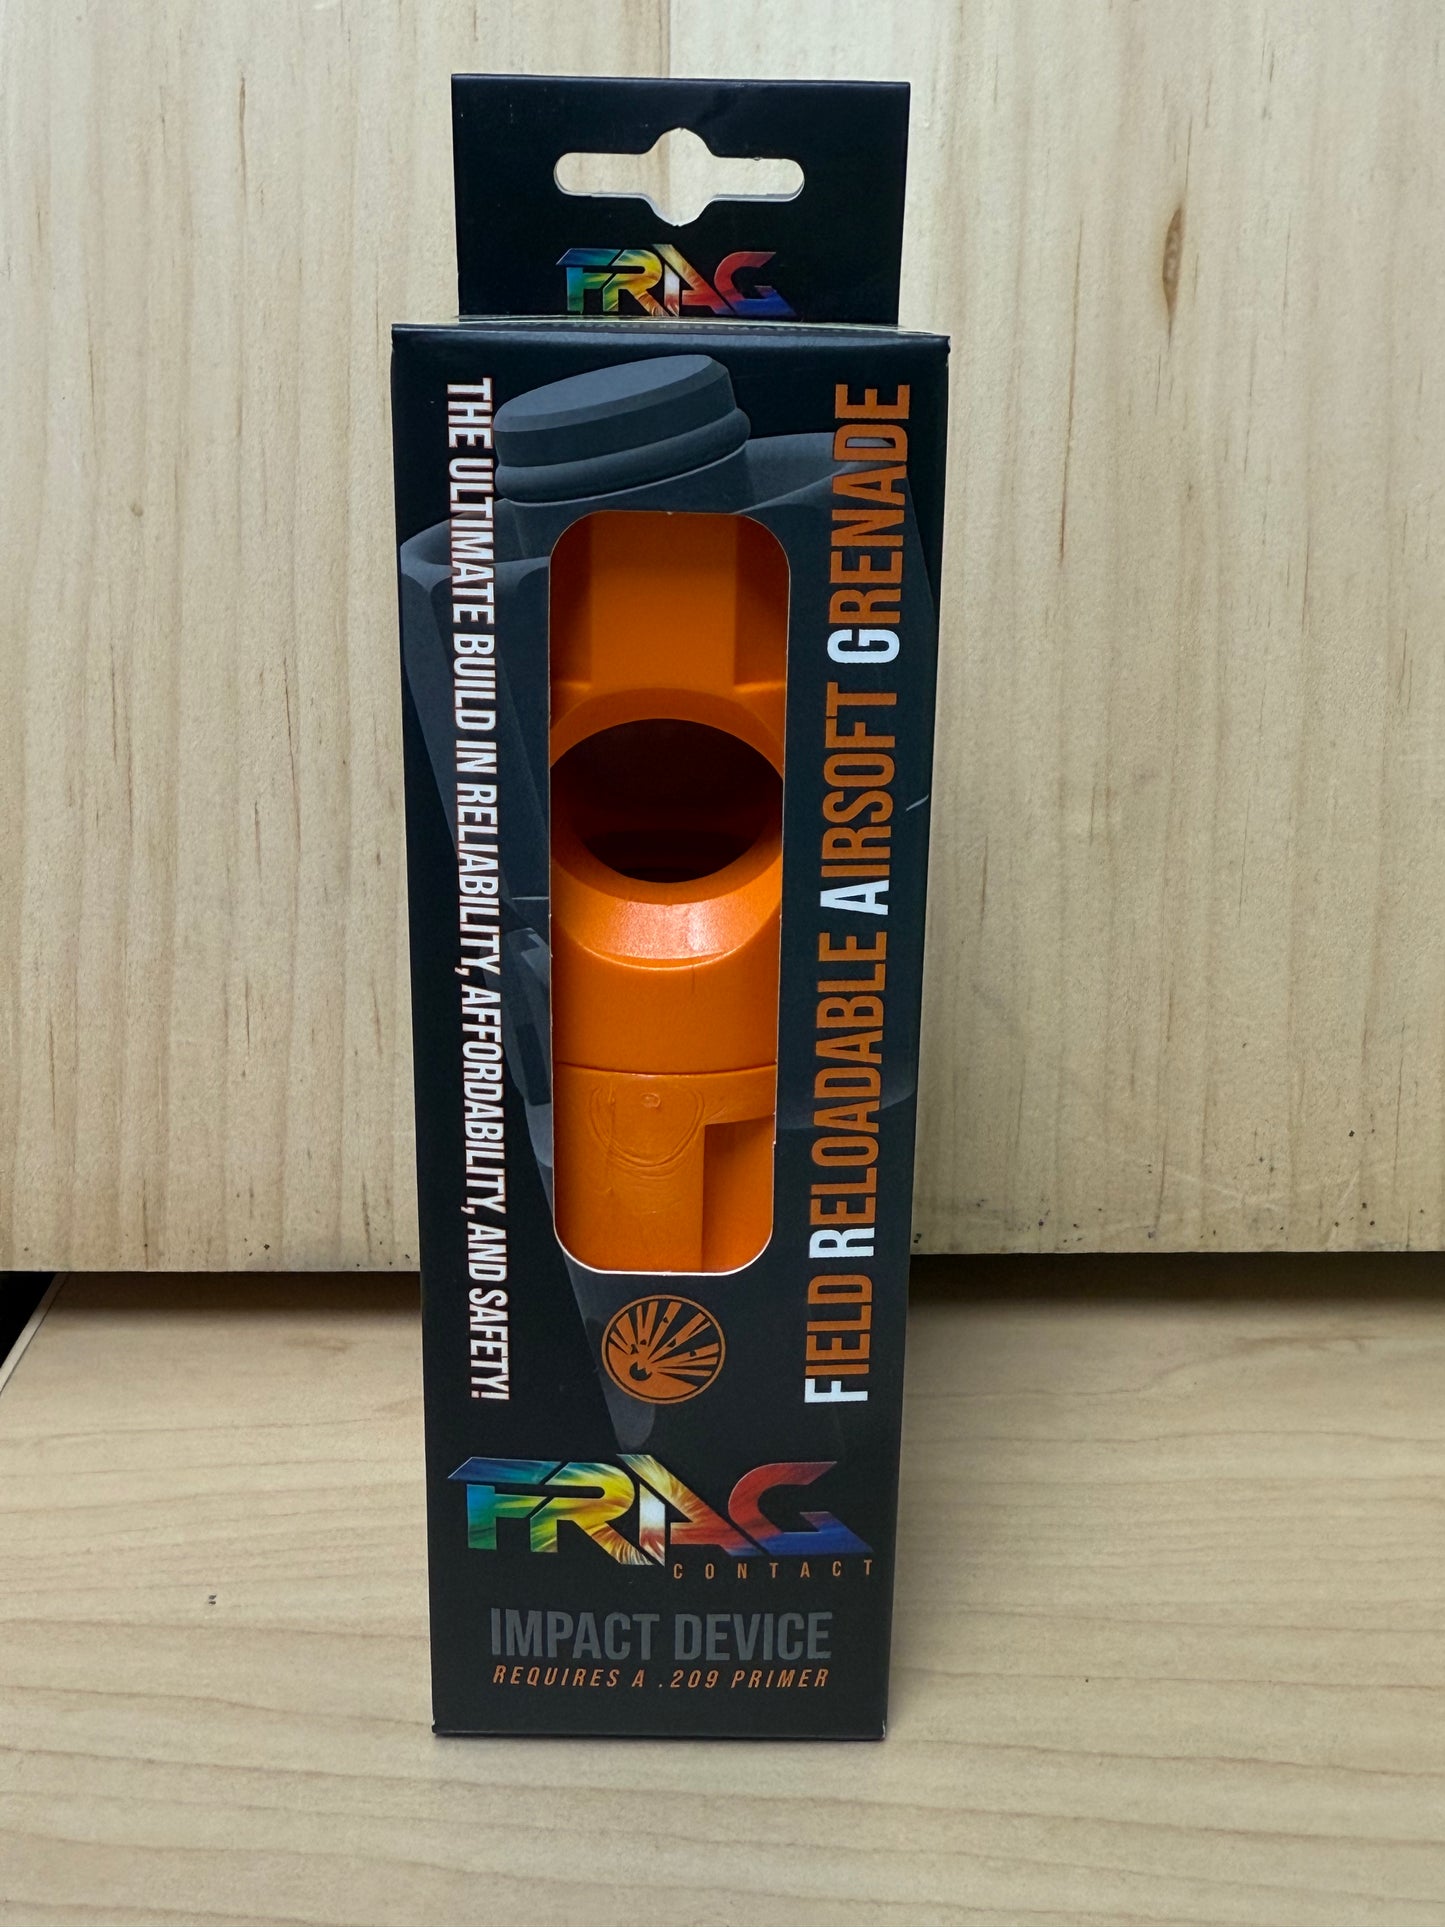 FRAG
THE ULTIMATE BUILD IN RELIABILITY, AFFORDABILITY, AND SAFETY!
FIELD RELOADABLE AIRSOFT GRENADE
FRAG
CONTACT
IMPACT DEVICE
REQUIRES A .209 PRIMER